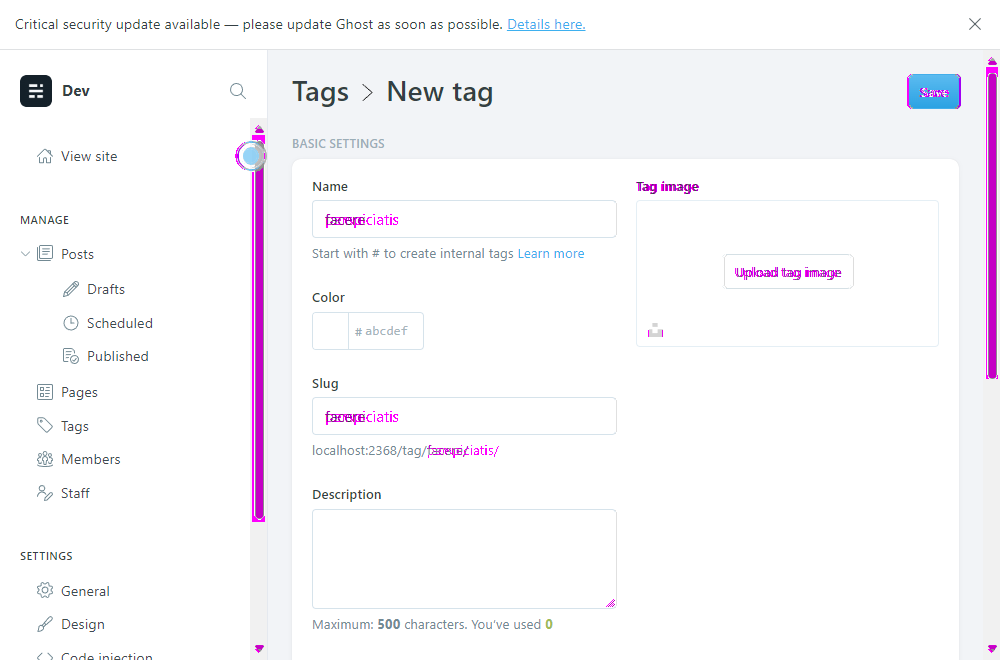 Critical security update available — please update Ghost as soon as possible. Details here.
Dev
Tags > New tag
Save
BASIC SETTINGS
View site
Name
Tag image
MANAGE
Start with # to create internal tags Learn more
Posts
Upload tag image
Drafts
Color
Scheduled
# abcdef
Published
Slug
Pages
Tags
localhost:2368/tag/
Members
Staff
Description
SETTINGS
General
Design
Maximum: 500 characters. You've used 0
Code injection